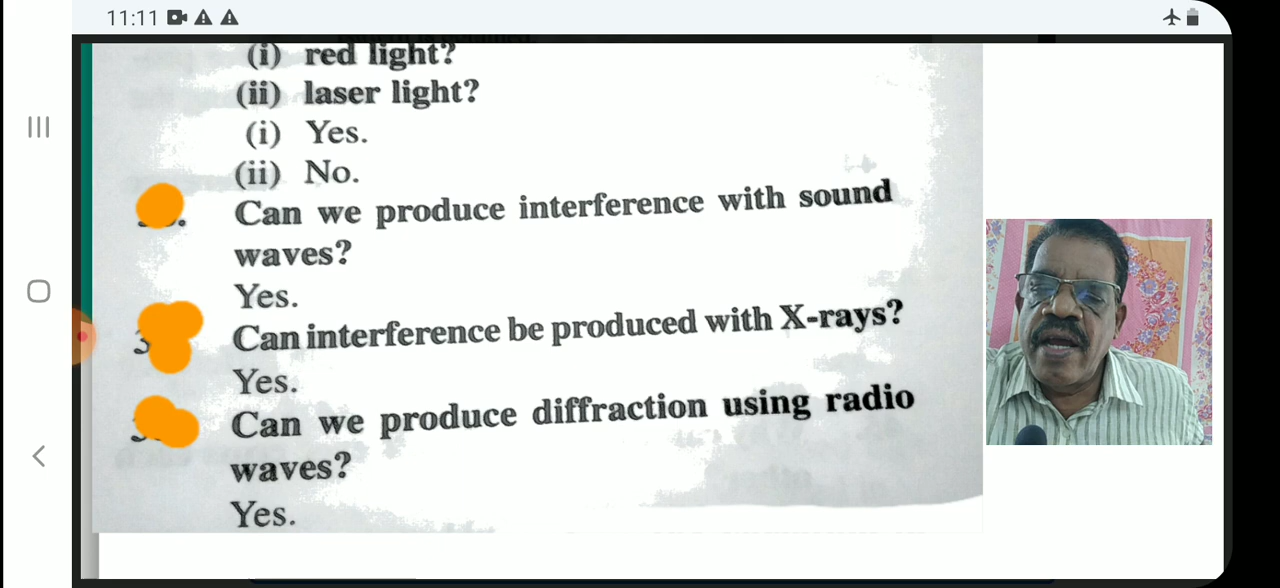 11:11
(i) red light?
(ii) laser light?
(i) Yes.
(ii) No.
Can we produce interference with sound
waves?
Yes.
Can interference be produced with X-rays?
Yes.
Can we produce diffraction using radio
waves?
Yes.